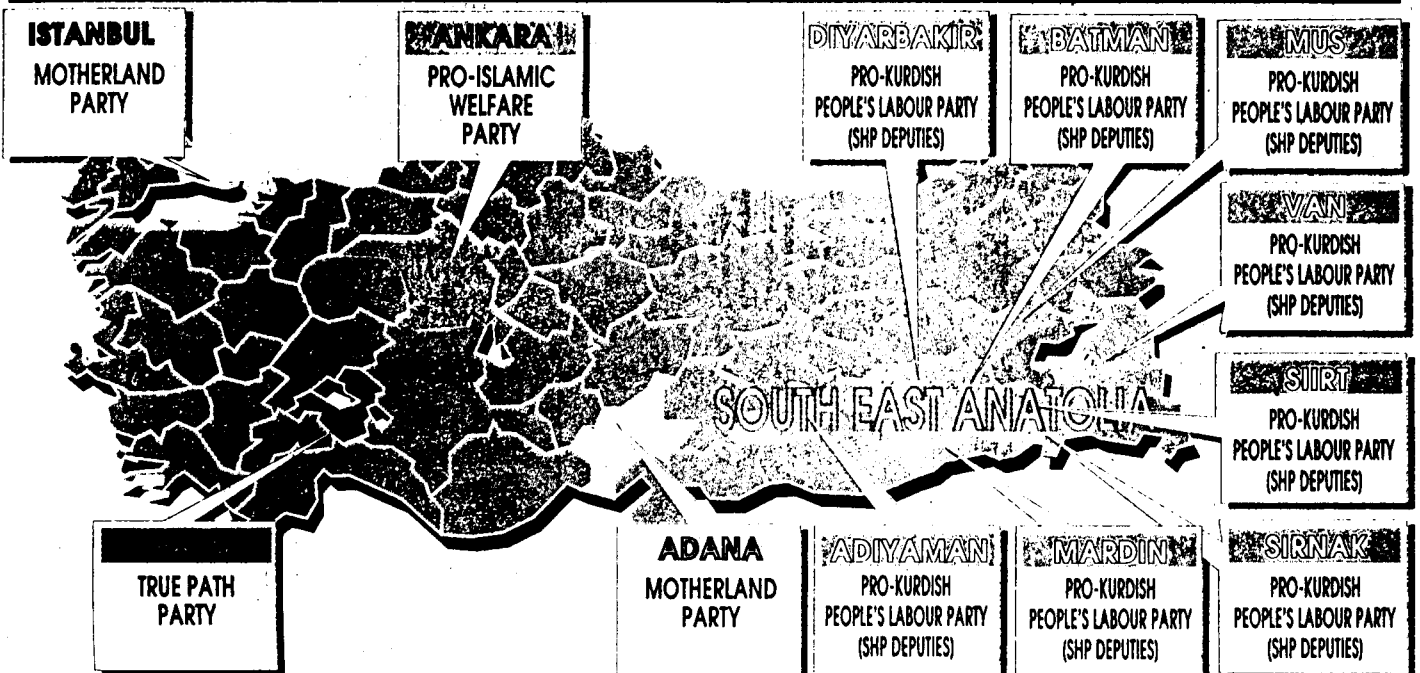 ISTANBUL
MOTHERLAND
PARTY
ANKARA
PRO-ISLAMIC
WELFARE
PARTY
DIYARBAKIR
PRO-KURDISH
PEOPLE'S LABOUR PARTY
(SHP DEPUTIES)
BATMAN
PRO-KURDISH
PEOPLE'S LABOUR PARTY
(SHP DEPUTIES)
MUS
PRO-KURDISH
PEOPLE'S LABOUR PARTY
(SHP DEPUTIES)
VAN
PRO-KURDISH
PEOPLE'S LABOUR PARTY
(SHP DEPUTIES)
SOUTH EAST ANATOLIA
SIIRT
PRO-KURDISH
PEOPLE'S LABOUR PARTY
(SHP DEPUTIES)
TRUE PATH
PARTY
ADANA
MOTHERLAND
PARTY
ADIYAMAN
PRO-KURDISH
PEOPLE'S LABOUR PARTY
(SHP DEPUTIES)
MARDIN
PRO-KURDISH
PEOPLE'S LABOUR PARTY
(SHP DEPUTIES)
SIRNAK
PRO-KURDISH
PEOPLE'S LABOUR PARTY
(SHP DEPUTIES)